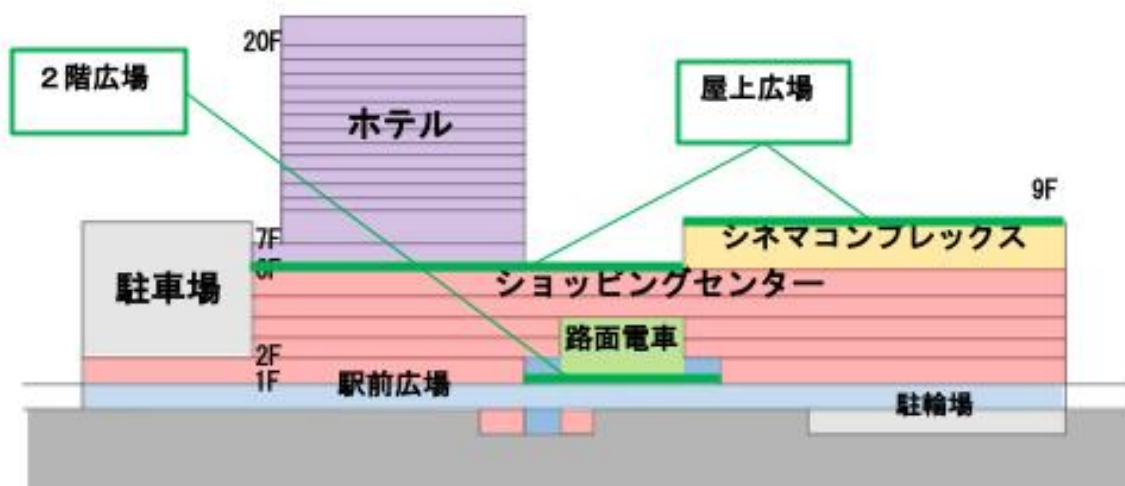 20F
２階広場
屋上広場
ホテル
9F
7F
シネマコンプレックス
駐車場
ショッピングセンター
路面電車
2F
1F
駅前広場
駐輪場